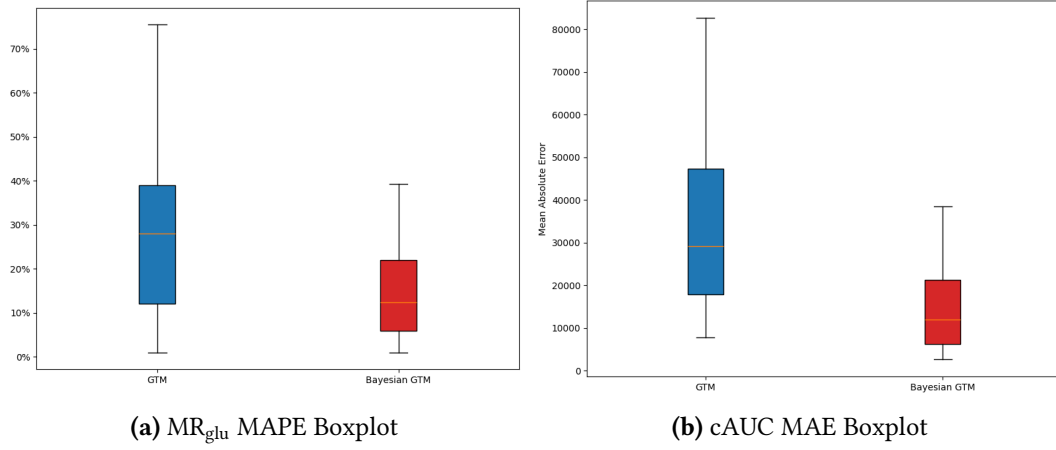 70%
60%
50%
40%
30%
20%
10%
0%
GTM
Bayesian GTM
(a) MRglu MAPE Boxplot
Mean Absolute Error
80000
70000
60000
50000
40000
30000
20000
10000
0
GTM
Bayesian GTM
(b) cAUC MAE Boxplot